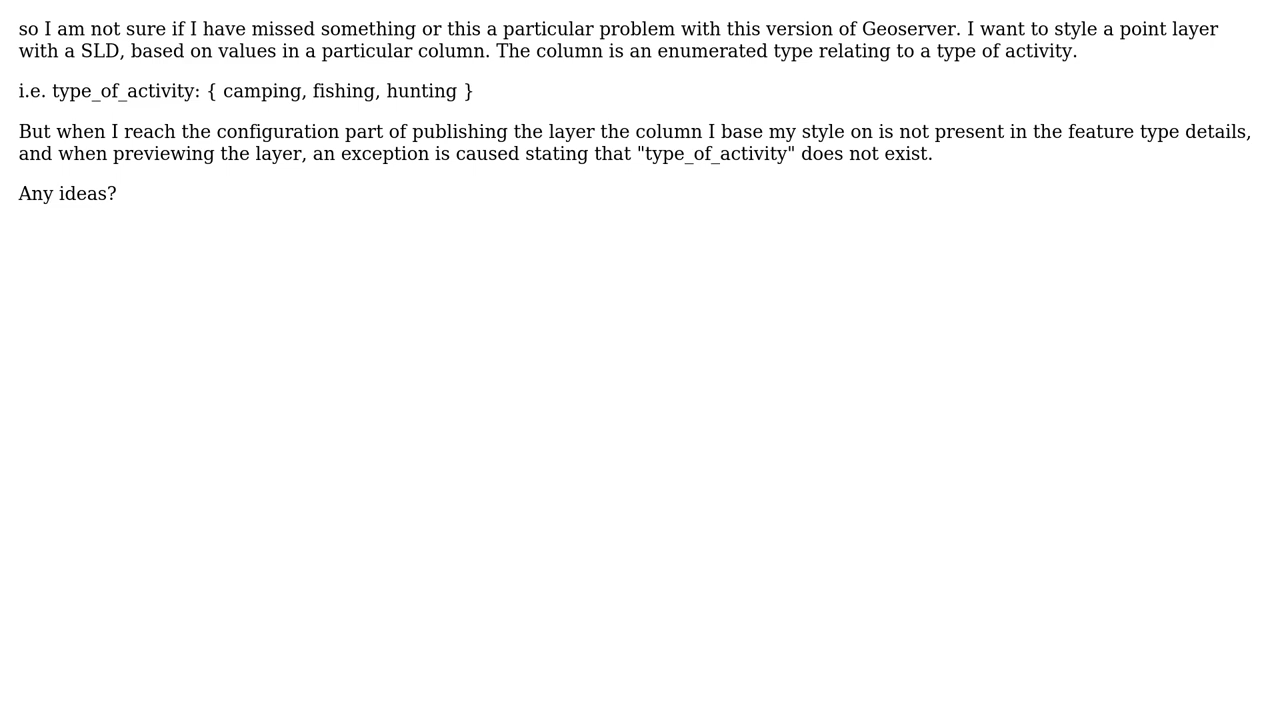 so I am not sure if I have missed something or this a particular problem with this version of Geoserver. I want to style a point layer
with a SLD, based on values in a particular column. The column is an enumerated type relating to a type of activity.
i.e. type_of_activity: { camping, fishing, hunting }
But when I reach the configuration part of publishing the layer the column I base my style on is not present in the feature type details,
and when previewing the layer, an exception is caused stating that "type_of_activity" does not exist.
Any ideas?